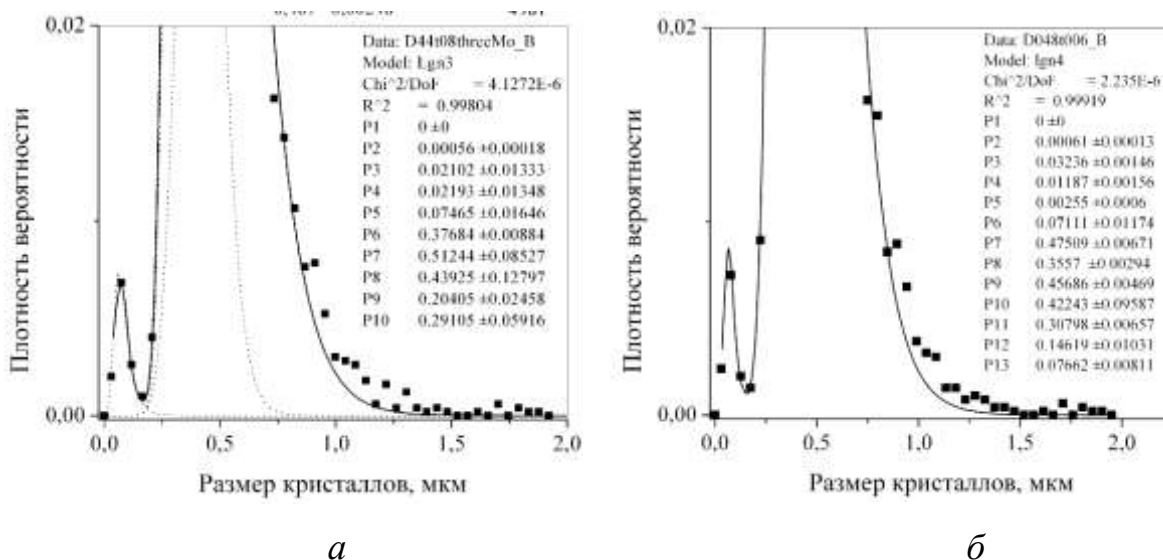 0,02
Data: D44t08threeMo_B
Model: Lgn3
Chi^2/DoF = 4.1272E-6
R^2 = 0.99804
P1 0 ±0
P2 0.00056 ±0.00018
P3 0.02102 ±0.01333
P4 0.02193 ±0.01348
P5 0.07465 ±0.01646
P6 0.37684 ±0.00884
P7 0.51244 ±0.08527
P8 0.43925 ±0.12797
P9 0.20405 ±0.02458
P10 0.29105 ±0.05916
Плотность вероятности
0,00
0,0 0,5 1,0 1,5 2,0
Размер кристаллов, мкм
а
0,02
Data: D048t006_B
Model: lgn4
Chi^2/DoF = 2.235E-6
R^2 = 0.99919
P1 0 ±0
P2 0.00061 ±0.00013
P3 0.03236 ±0.00146
P4 0.01187 ±0.00156
P5 0.00255 ±0.0006
P6 0.07111 ±0.01174
P7 0.47509 ±0.00671
P8 0.3557 ±0.00294
P9 0.45686 ±0.00469
P10 0.42243 ±0.09587
P11 0.30798 ±0.00657
P12 0.14619 ±0.01031
P13 0.07662 ±0.00811
Плотность вероятности
0,00
0,0 0,5 1,0 1,5 2,0
Размер кристаллов, мкм
б